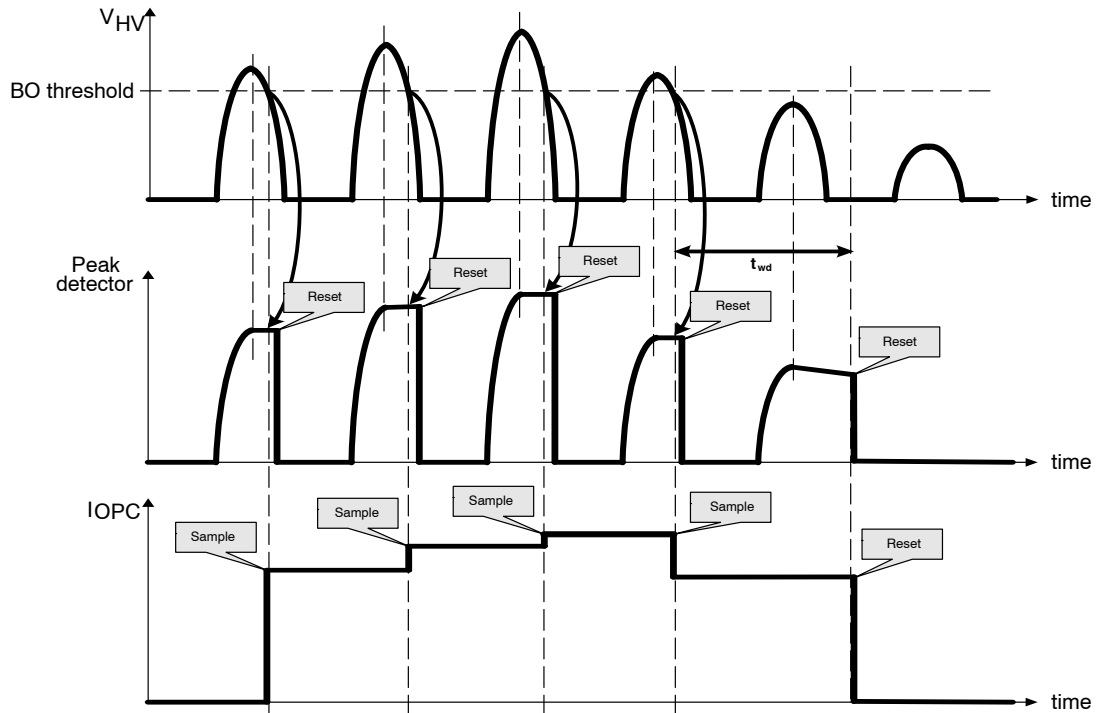 VHV
BO threshold
time
twd
Peak
detector
Reset
Reset
Reset
Reset
Reset
time
IOPC
Sample
Sample
Sample
Sample
Reset
time